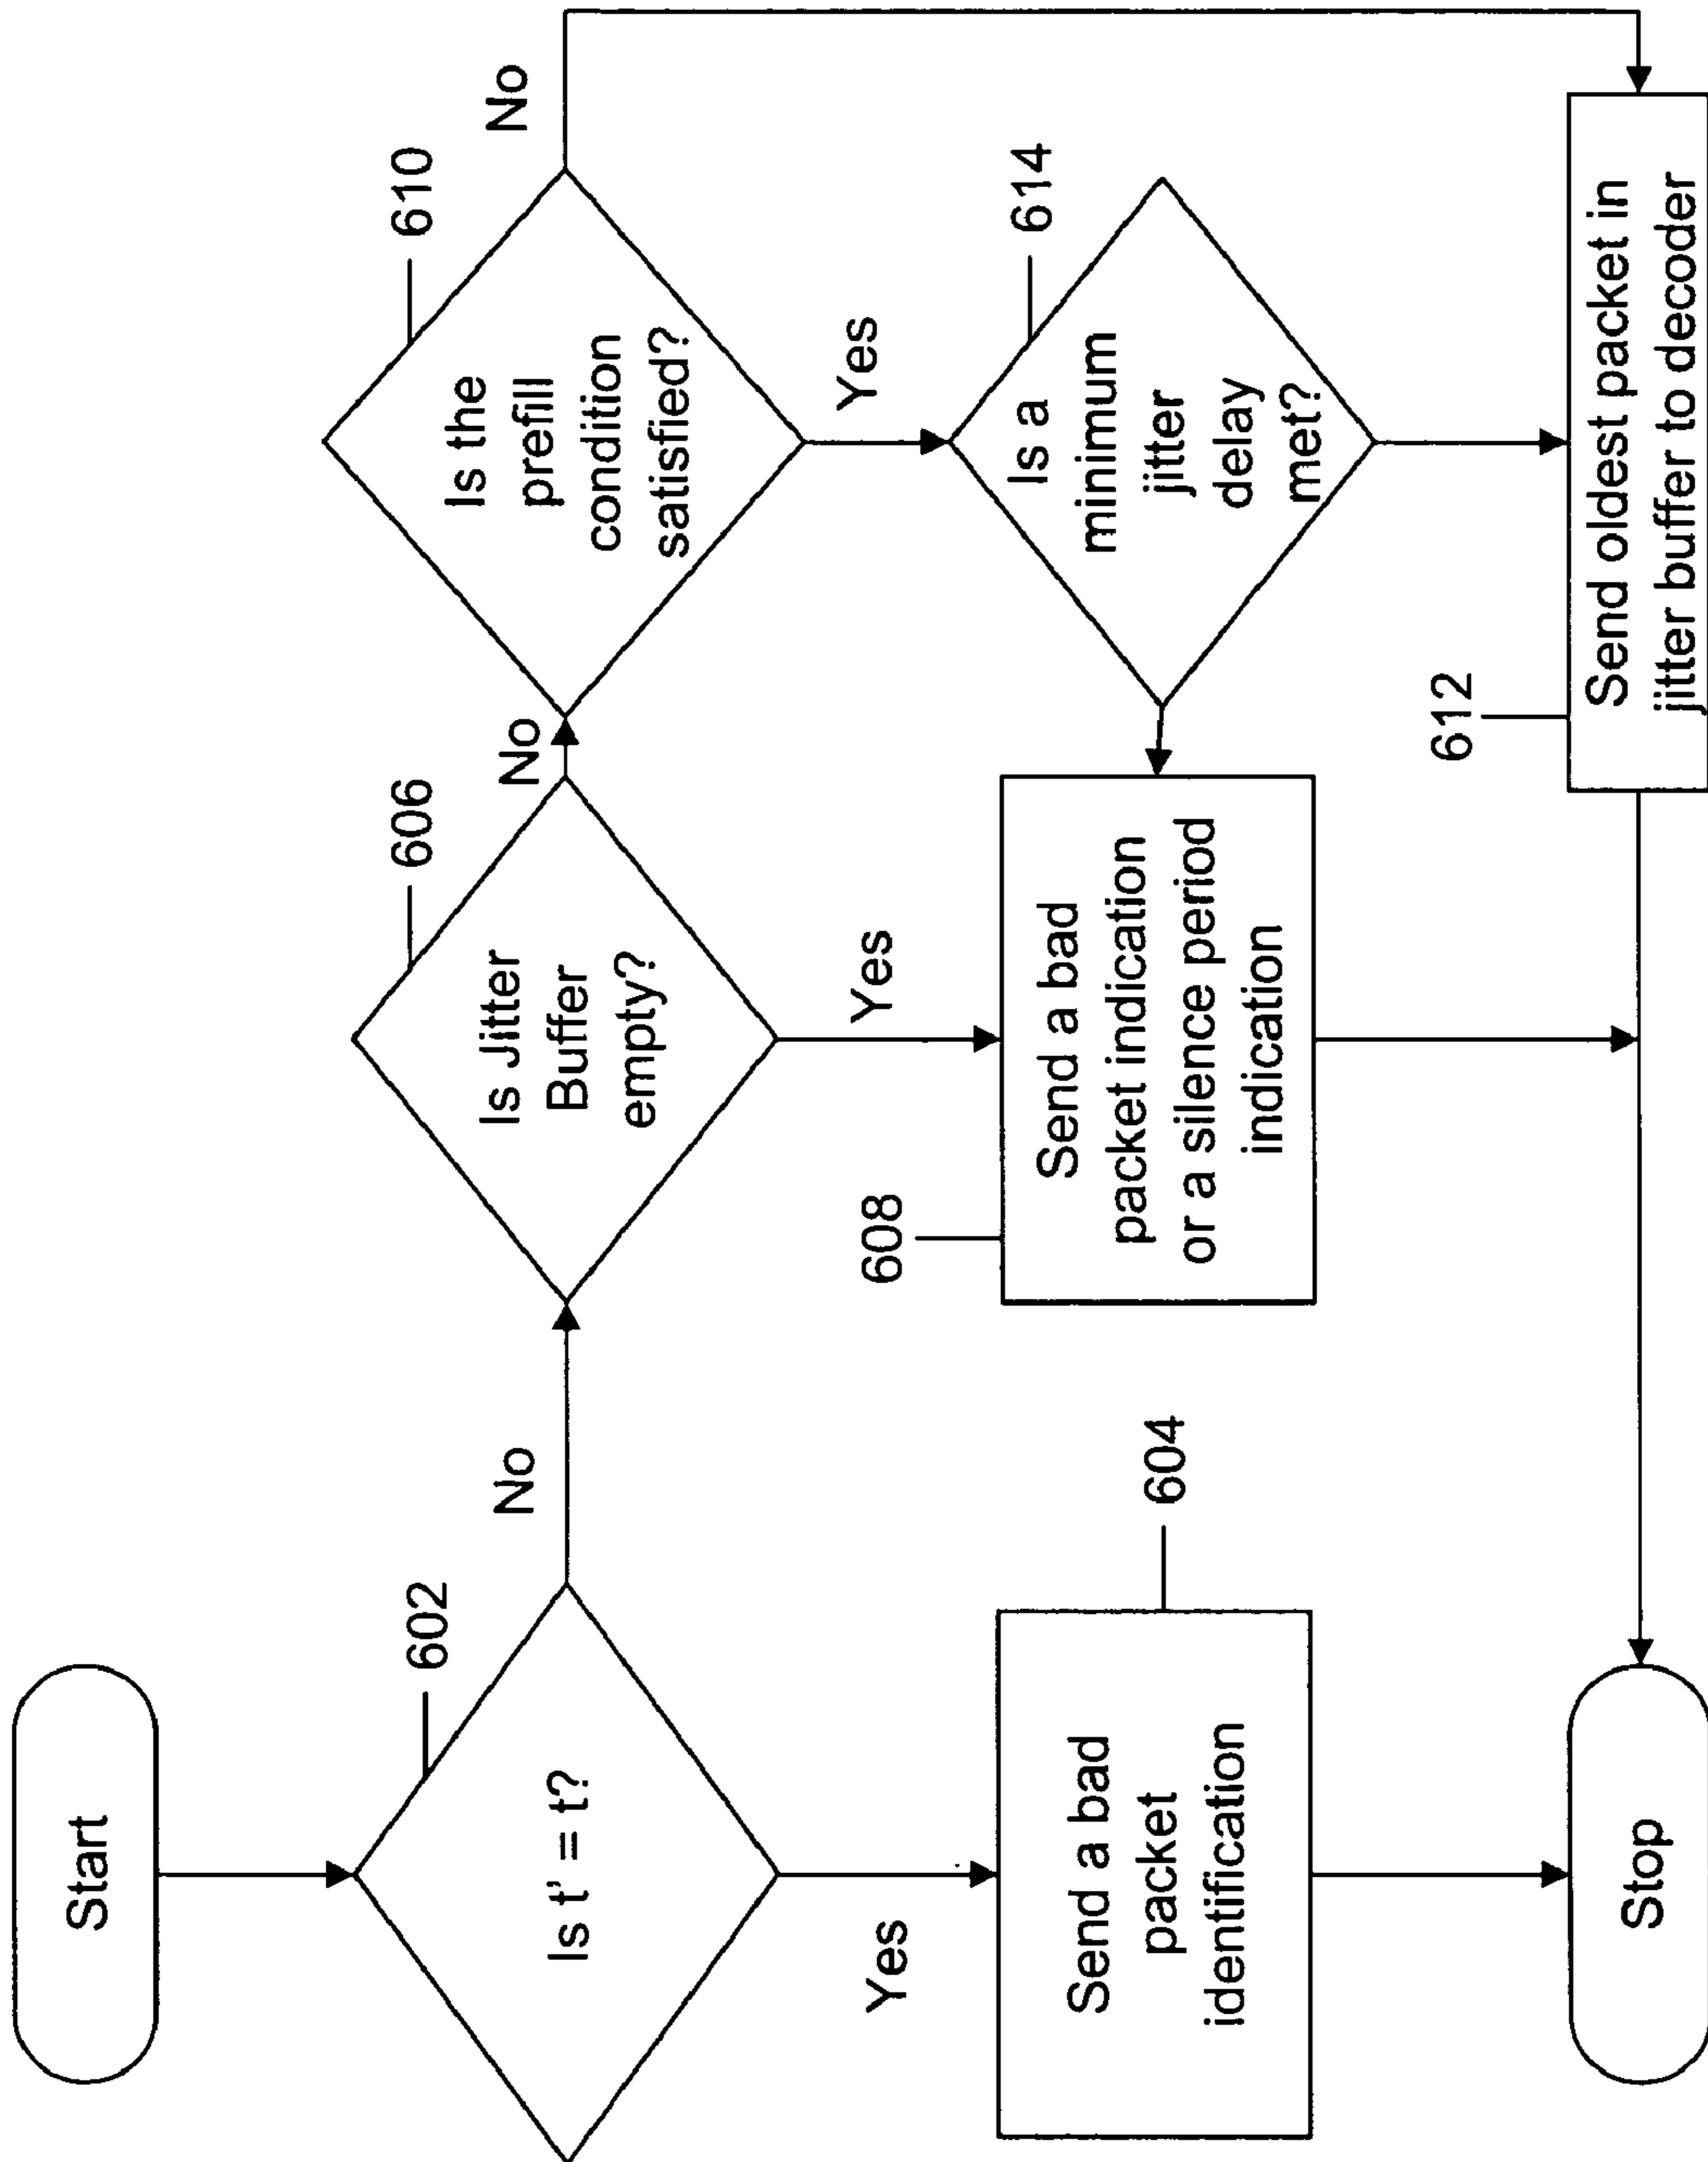 Start
602
Is t' = t?
No
Yes
Send a bad
packet
identification
604
Stop
606
Is Jitter
Buffer
empty?
No
Yes
608
Send a bad
packet indication
or a silence period
indication
610
Is the
prefill
condition
satisfied?
No
Yes
614
Is a
minimum
jitter
delay
met?
612
Send oldest packet in
jitter buffer to decoder